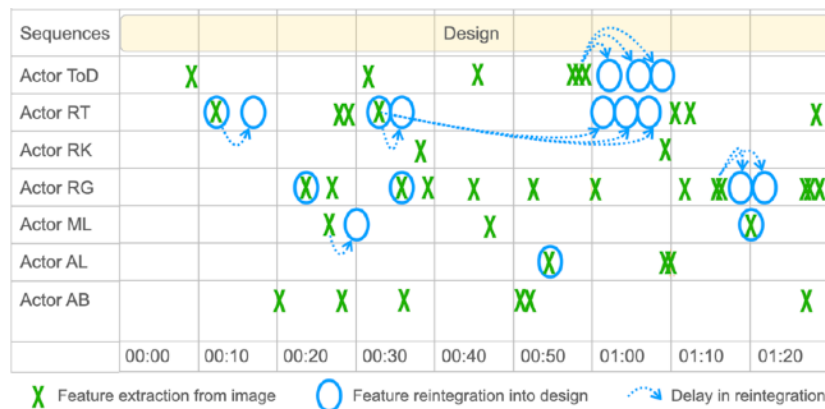 Sequences Design
Actor ToD
Actor RT
Actor RK
Actor RG
Actor ML
Actor AL
Actor AB
00:00 00:10 00:20 00:30 00:40 00:50 01:00 01:10 01:20
X Feature extraction from image Feature reintegration into design Delay in reintegration